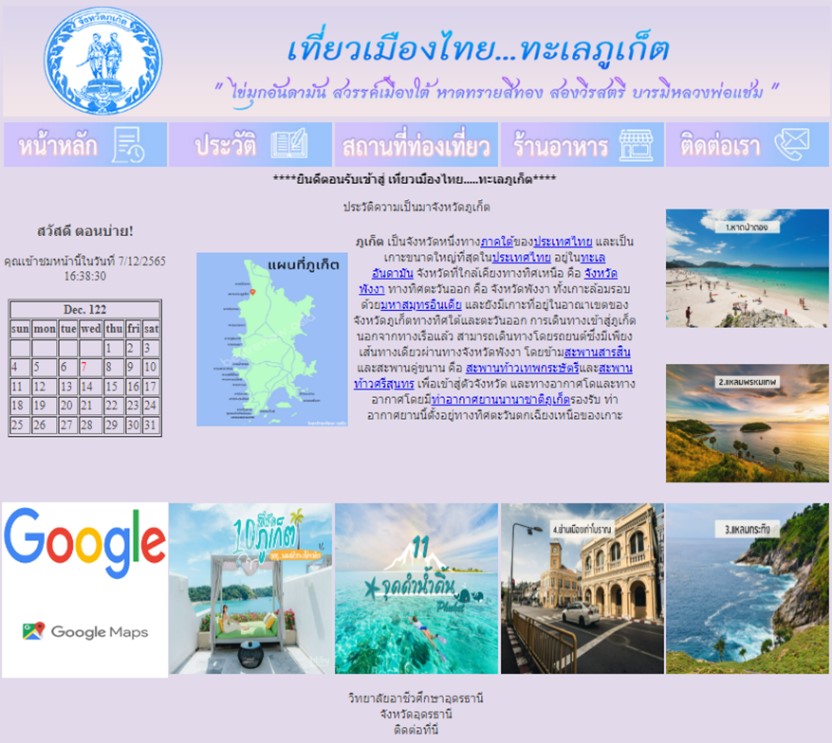 จังหวัดภูเก็ต
เที่ยวเมืองไทย...ทะเลภูเก็ต
" ไข่มุกอันดามัน สวรรค์เมืองใต้ หาดทรายสีทอง สองวีรสตรี บารมีหลวงพ่อแช่ม "
หน้าหลัก
ประวัติ
สถานที่ท่องเที่ยว
ร้านอาหาร
ติดต่อเรา
****ยินดีตอนรับเข้าสู่ เที่ยวเมืองไทย.....ทะเลภูเก็ต****
สวัสดี ตอนบ่าย!
คุณเข้าชมหน้านี้ในวันที่ 7/12/2565
16:38:30
Dec. 122
sun mon tue wed thu fri sat
1 2 3
4 5 6 7 8 9 10
11 12 13 14 15 16 17
18 19 20 21 22 23 24
25 26 27 28 29 30 31
ประวัติความเป็นมาจังหวัดภูเก็ต
แผนที่ภูเก็ต
ภูเก็ต เป็นจังหวัดหนึ่งทางภาคใต้ของประเทศไทย และเป็น
เกาะขนาดใหญ่ที่สุดในประเทศไทย อยู่ในทะเล
อันดามัน จังหวัดที่ใกล้เคียงทางทิศเหนือ คือ จังหวัด
พังงา ทางทิศตะวันออก คือ จังหวัดพังงา ทั้งเกาะล้อมรอบ
ด้วยมหาสมุทรอินเดีย และยังมีเกาะที่อยู่ในอาณาเขตของ
จังหวัดภูเก็ตทางทิศใต้และตะวันออก การเดินทางเข้าสู่ภูเก็ต
นอกจากทางเรือแล้ว สามารถเดินทางโดยรถยนต์ซึ่งมีเพียง
เส้นทางเดียวผ่านทางจังหวัดพังงา โดยข้ามสะพานสารสิน
และสะพานคู่ขนาน คือ สะพานท้าวเทพกระษัตรีและสะพาน
ท้าวศรีสุนทร เพื่อเข้าสู่ตัวจังหวัด และทางอากาศโดและทาง
อากาศโดยมีท่าอากาศยานนานาชาติภูเก็ตรองรับ ท่า
อากาศยานนี้ตั้งอยู่ทางทิศตะวันตกเฉียงเหนือของเกาะ
1.หาดป่าตอง
2.แหลมพรหมเทพ
Google
Google Maps
10
ภูเก็ต
11
จุดดำน้ำตื้น
Phuket
4.ย่านเมืองเก่าโบราณ
3.แหลมกระทิง
วิทยาลัยอาชีวศึกษาอุดรธานี
จังหวัดอุดรธานี
ติดต่อที่นี่